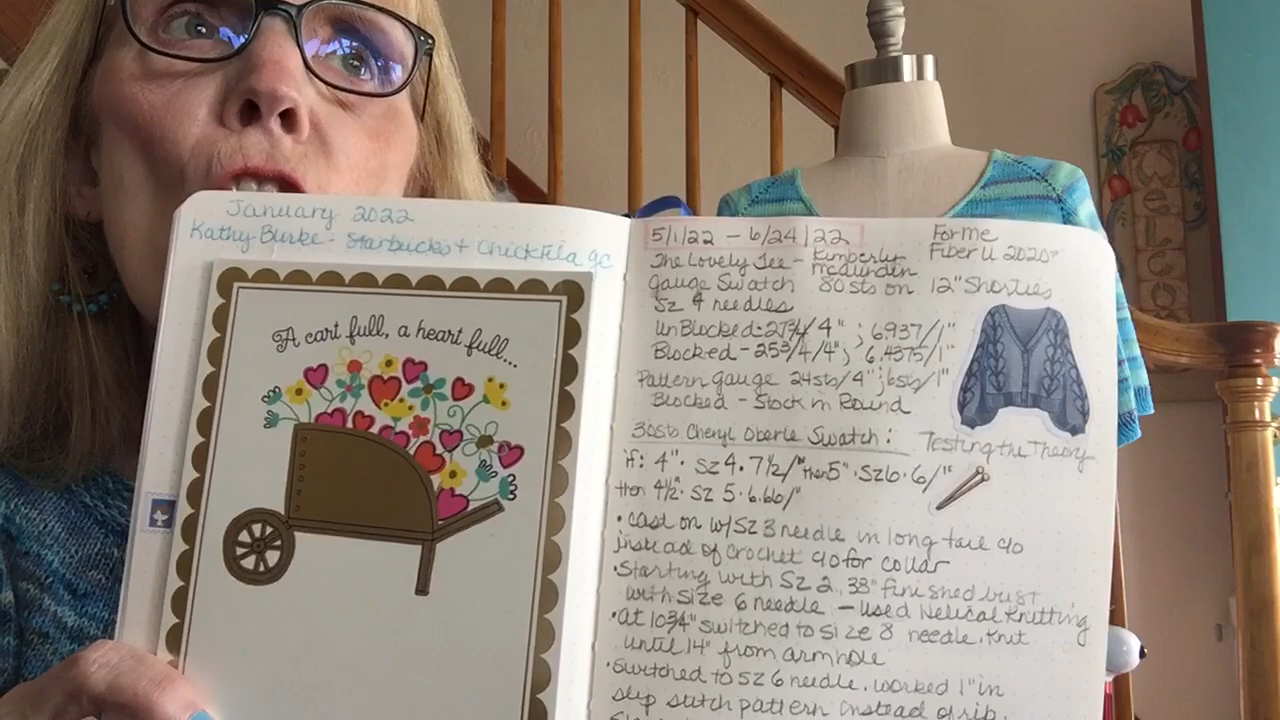 January 2022
Kathy Burke - Starbucks + Chickfila gc
A cart full, a heart full...
5/1/22 - 6/24/22
For me
The Lovely Tee - Kimberly
Fiber U 2020?
Gauge Swatch 80sts on 12" Shorties
Sz 4 needles
UnBlocked - 27 3/4/4" ; 6.937/1"
Blocked - 25 3/4/4"; 6.4375/1"
Pattern gauge 24sts/4"; 6sts/1"
Blocked - Stock in Round
30sts Cheryl Oberle Swatch:
Testing the Theory
if: 4" · Sz 4 · 7 1/2/1" then 5" · Sz 6 · 6/1"
then 4 1/2" · Sz 5 · 6.66/1"
• Cast on w/ Sz 3 needle in long tail co
instead of Crochet co for collar
• Starting with Sz 2, 38" finished bust
with size 6 needle - used Helical Knitting
• At 10 3/4" switched to size 8 needle. Knit
until 14" from armhole
• Switched to Sz 6 needle. worked 1" in
slip stitch pattern instead of rib.
Welcome